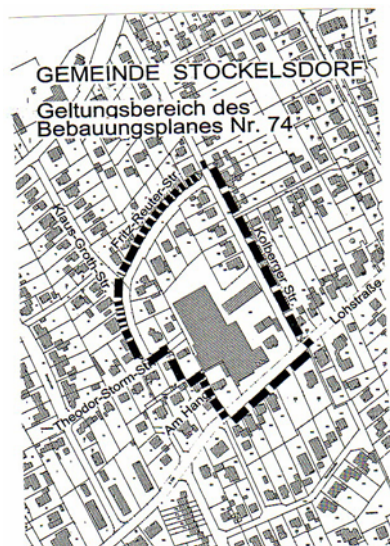 GEMEINDE STOCKELSDORF
Geltungsbereich des
Bebauungsplanes Nr. 74
Fritz-Reuter-Str.
Klaus-Groth-Str.
Kolberger Str.
Lohstraße
Theodor-Storm-Str.
Am Hang